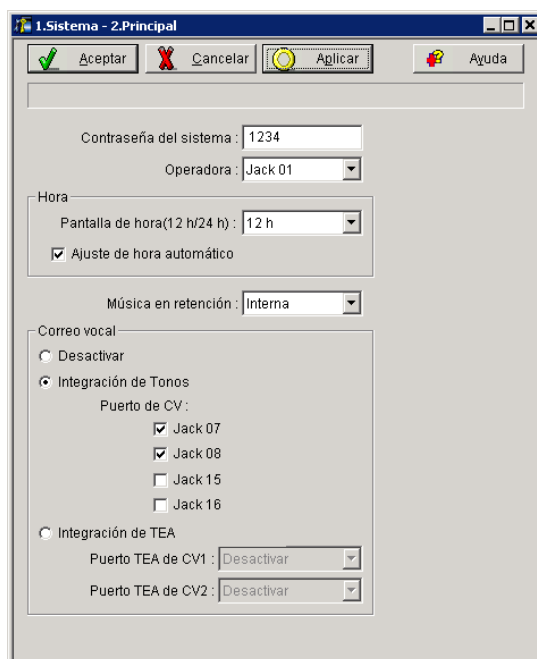 1.Sistema - 2.Principal
Aceptar Cancelar Aplicar Ayuda
Contraseña del sistema : 1234
Operadora : Jack 01
Hora
Pantalla de hora(12 h/24 h) : 12 h
Ajuste de hora automático
Música en retención : Interna
Correo vocal
Desactivar
Integración de Tonos
Puerto de CV :
Jack 07
Jack 08
Jack 15
Jack 16
Integración de TEA
Puerto TEA de CV1 : Desactivar
Puerto TEA de CV2 : Desactivar